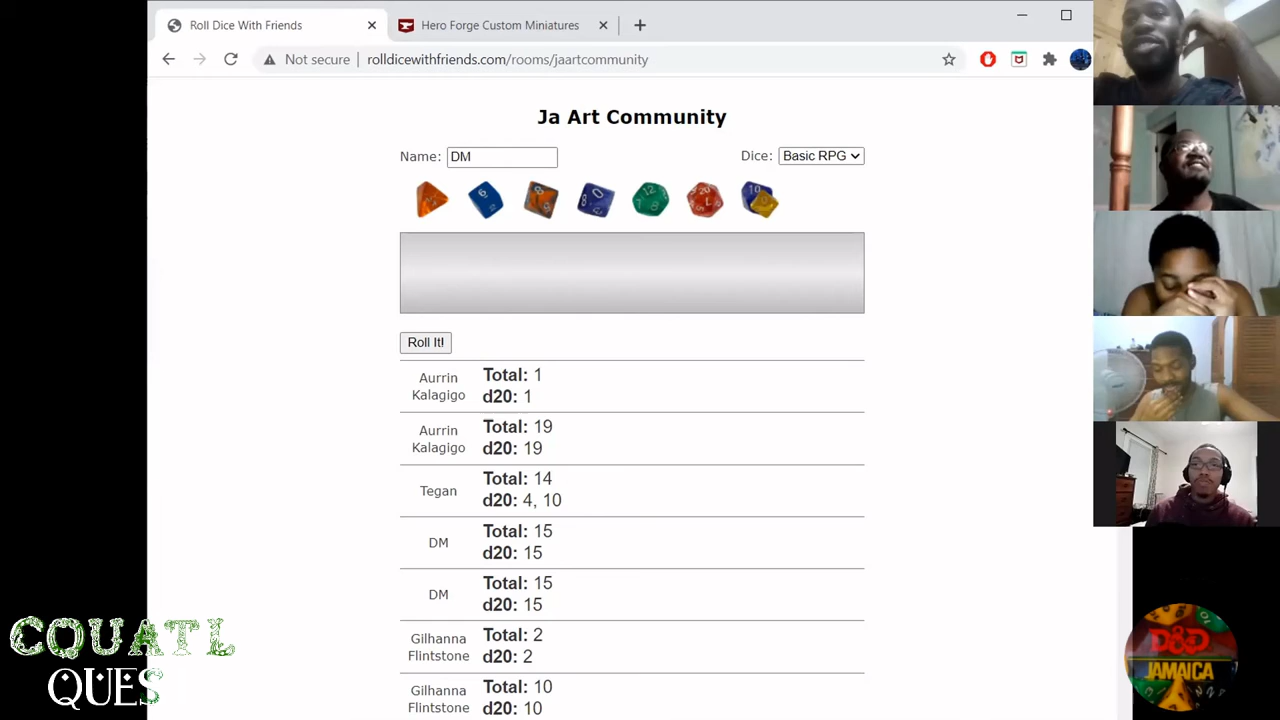 Roll Dice With Friends
Hero Forge Custom Miniatures
Not secure
rolldicewithfriends.com/rooms/jaartcommunity
Ja Art Community
Name: DM
Dice: Basic RPG
Roll It!
Aurrin Kalagigo
Total: 1
d20: 1
Aurrin Kalagigo
Total: 19
d20: 19
Tegan
Total: 14
d20: 4, 10
DM
Total: 15
d20: 15
DM
Total: 15
d20: 15
Gilhanna Flintstone
Total: 2
d20: 2
Gilhanna Flintstone
Total: 10
d20: 10
COUATL
QUES
D&D
JAMAICA